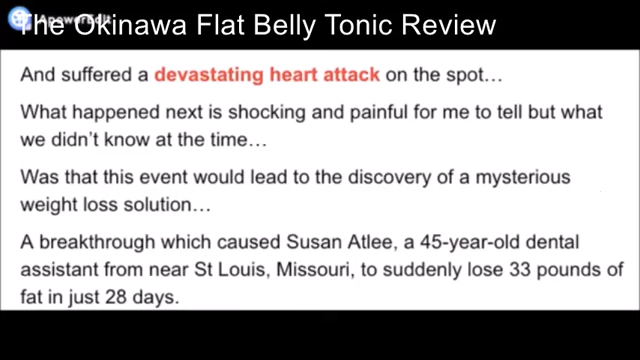 The Okinawa Flat Belly Tonic Review
And suffered a devastating heart attack on the spot…
What happened next is shocking and painful for me to tell but what
we didn’t know at the time…
Was that this event would lead to the discovery of a mysterious
weight loss solution…
A breakthrough which caused Susan Atlee, a 45-year-old dental
assistant from near St Louis, Missouri, to suddenly lose 33 pounds of
fat in just 28 days.